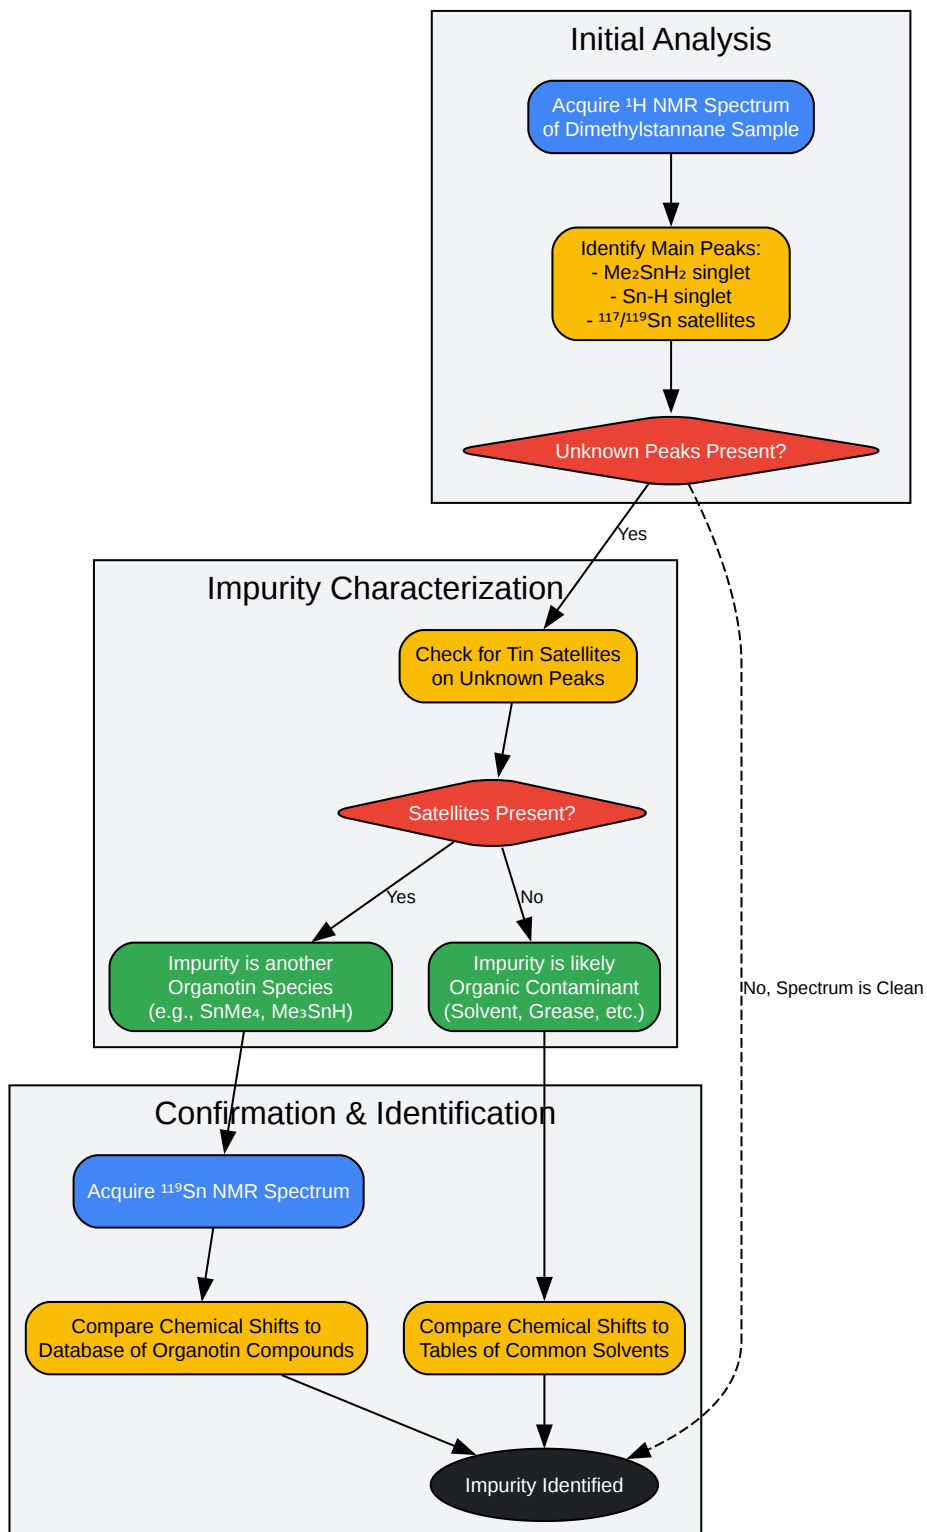 Initial Analysis
Acquire ¹H NMR Spectrum
of Dimethylstannane Sample
Identify Main Peaks:
- Me₂SnH₂ singlet
- Sn-H singlet
- ¹¹⁷/¹¹⁹Sn satellites
Unknown Peaks Present?
Yes
Impurity Characterization
Check for Tin Satellites
on Unknown Peaks
Satellites Present?
Yes
No
Impurity is another
Organotin Species
(e.g., SnMe₄, Me₃SnH)
Impurity is likely
Organic Contaminant
(Solvent, Grease, etc.)
No, Spectrum is Clean
Confirmation & Identification
Acquire ¹¹⁹Sn NMR Spectrum
Compare Chemical Shifts to
Database of Organotin Compounds
Compare Chemical Shifts to
Tables of Common Solvents
Impurity Identified